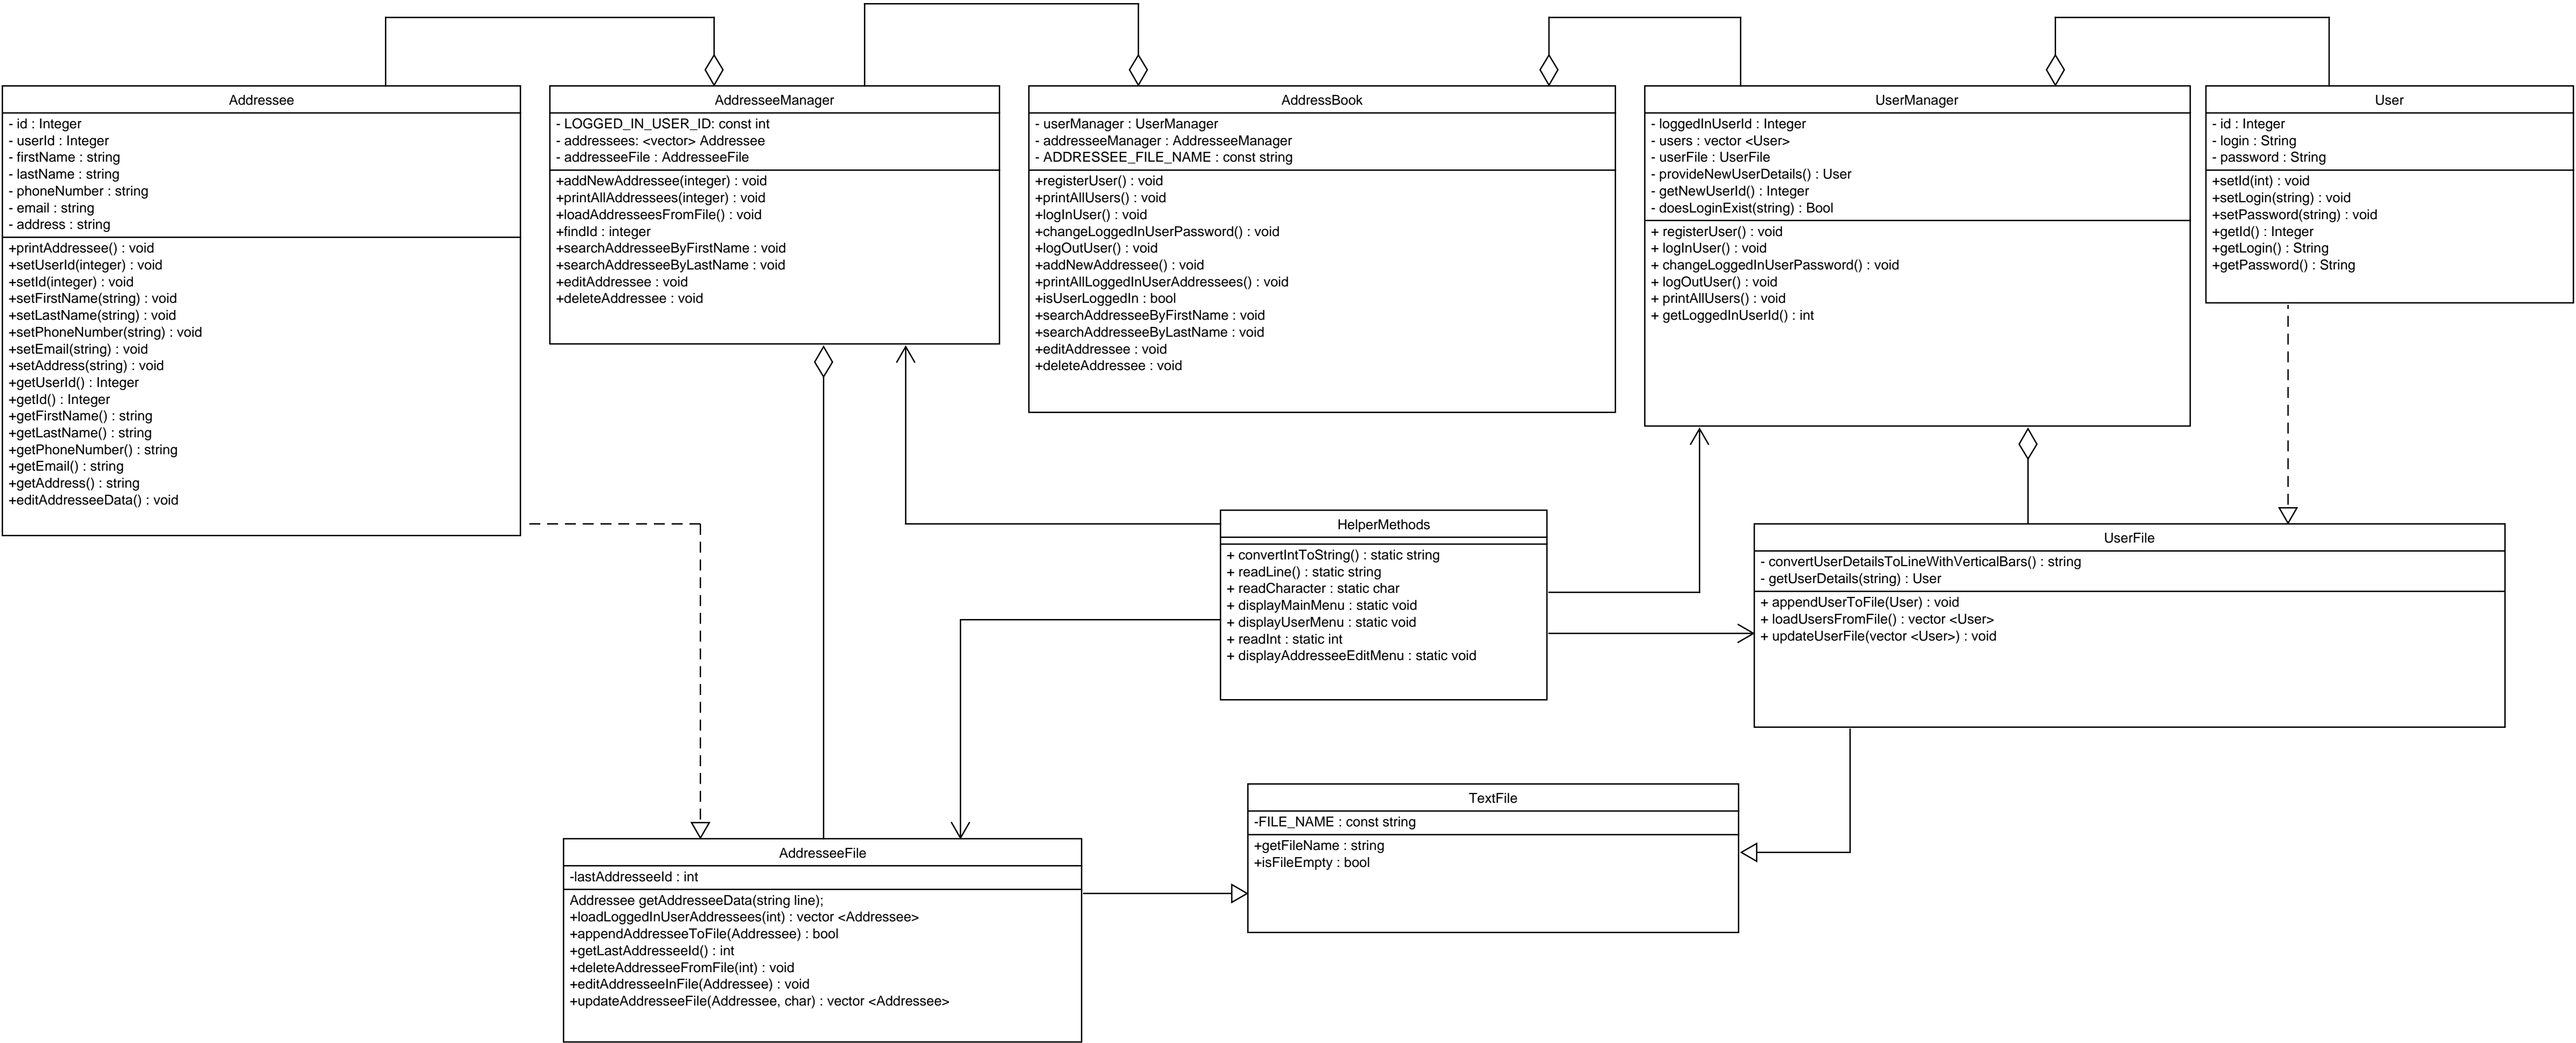 Addressee
- id : Integer
- userId : Integer
- firstName : string
- lastName : string
- phoneNumber : string
- email : string
- address : string
+printAddressee() : void
+setUserId(integer) : void
+setId(integer) : void
+setFirstName(string) : void
+setLastName(string) : void
+setPhoneNumber(string) : void
+setEmail(string) : void
+setAddress(string) : void
+getUserId() : Integer
+getId() : Integer
+getFirstName() : string
+getLastName() : string
+getPhoneNumber() : string
+getEmail() : string
+getAddress() : string
+editAddresseeData() : void
AddresseeManager
- LOGGED_IN_USER_ID: const int
- addressees: <vector> Addressee
- addresseeFile : AddresseeFile
+addNewAddressee(integer) : void
+printAllAddressees(integer) : void
+loadAddresseesFromFile() : void
+findId : integer
+searchAddresseeByFirstName : void
+searchAddresseeByLastName : void
+editAddressee : void
+deleteAddressee : void
AddressBook
- userManager : UserManager
- addresseeManager : AddresseeManager
- ADDRESSEE_FILE_NAME : const string
+registerUser() : void
+printAllUsers() : void
+logInUser() : void
+changeLoggedInUserPassword() : void
+logOutUser() : void
+addNewAddressee() : void
+printAllLoggedInUserAddressees() : void
+isUserLoggedIn : bool
+searchAddresseeByFirstName : void
+searchAddresseeByLastName : void
+editAddressee : void
+deleteAddressee : void
UserManager
- loggedInUserId : Integer
- users : vector <User>
- userFile : UserFile
- provideNewUserDetails() : User
- getNewUserId() : Integer
- doesLoginExist(string) : Bool
+ registerUser() : void
+ logInUser() : void
+ changeLoggedInUserPassword() : void
+ logOutUser() : void
+ printAllUsers() : void
+ getLoggedInUserId() : int
User
- id : Integer
- login : String
- password : String
+setId(int) : void
+setLogin(string) : void
+setPassword(string) : void
+getId() : Integer
+getLogin() : String
+getPassword() : String
HelperMethods
+ convertIntToString() : static string
+ readLine() : static string
+ readCharacter : static char
+ displayMainMenu : static void
+ displayUserMenu : static void
+ readInt : static int
+ displayAddresseeEditMenu : static void
UserFile
- convertUserDetailsToLineWithVerticalBars() : string
- getUserDetails(string) : User
+ appendUserToFile(User) : void
+ loadUsersFromFile() : vector <User>
+ updateUserFile(vector <User>) : void
TextFile
-FILE_NAME : const string
+getFileName : string
+isFileEmpty : bool
AddresseeFile
-lastAddresseeId : int
Addressee getAddresseeData(string line);
+loadLoggedInUserAddressees(int) : vector <Addressee>
+appendAddresseeToFile(Addressee) : bool
+getLastAddresseeId() : int
+deleteAddresseeFromFile(int) : void
+editAddresseeInFile(Addressee) : void
+updateAddresseeFile(Addressee, char) : vector <Addressee>